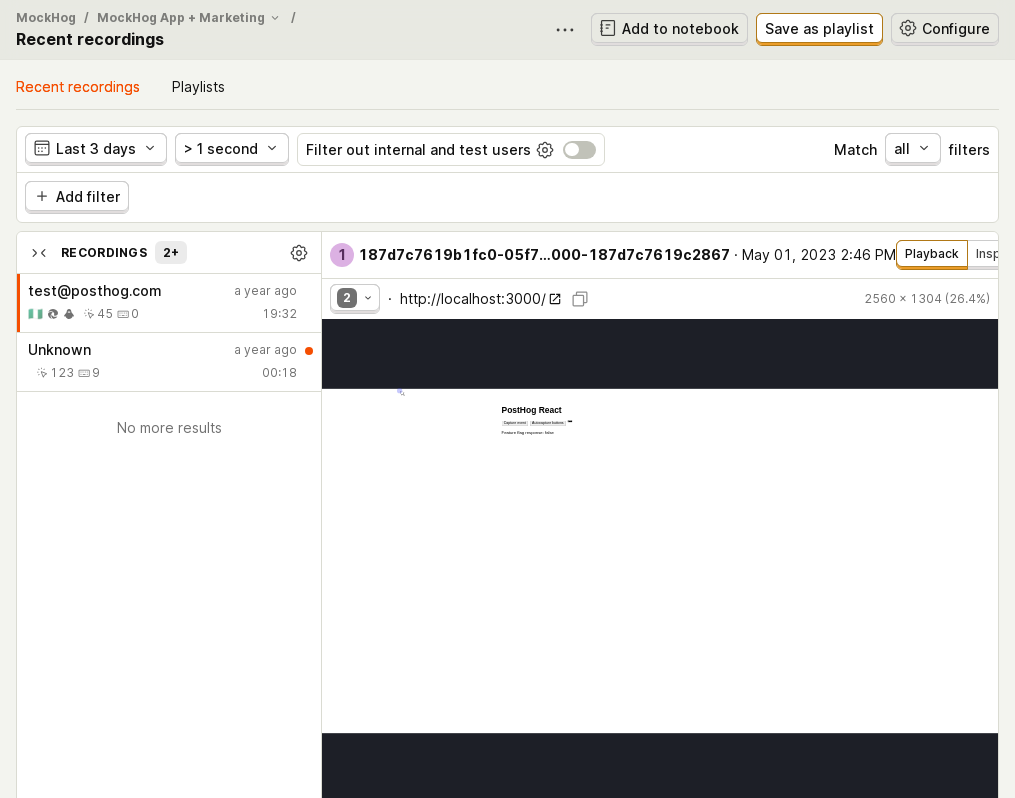 MockHog / MockHog App + Marketing /
Recent recordings
Add to notebook
Save as playlist
Configure
Recent recordings
Playlists
Last 3 days
> 1 second
Filter out internal and test users
Match all filters
Add filter
RECORDINGS 2+
1 187d7c7619b1fc0-05f7...000-187d7c7619c2867 · May 01, 2023 2:46 PM
Playback
Insp
test@posthog.com a year ago
45 0 19:32
2 · http://localhost:3000/ 2560 × 1304 (26.4%)
Unknown a year ago
123 9 00:18
No more results
PostHog React
Capture event Autocapture buttons
Feature flag response: false